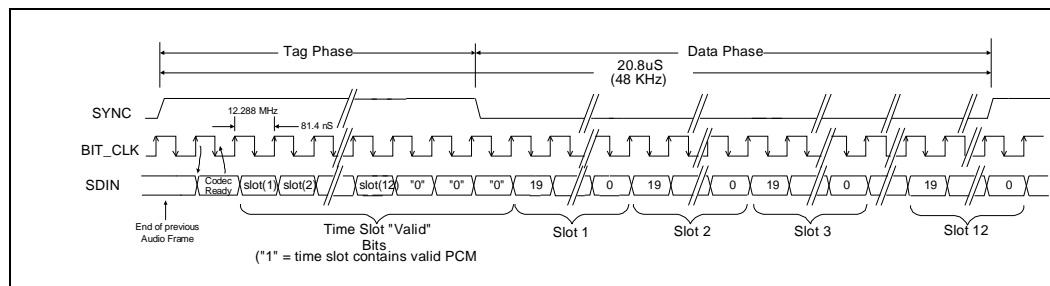 Tag Phase
Data Phase
20.8uS
(48 KHz)
SYNC
12.288 MHz
81.4 nS
BIT_CLK
SDIN
Codec
Ready
slot(1)
slot(2)
slot(12)
"0"
"0"
"0"
19
0
19
0
19
0
19
0
End of previous
Audio Frame
Time Slot "Valid"
Bits
("1" = time slot contains valid PCM
Slot 1
Slot 2
Slot 3
Slot 12